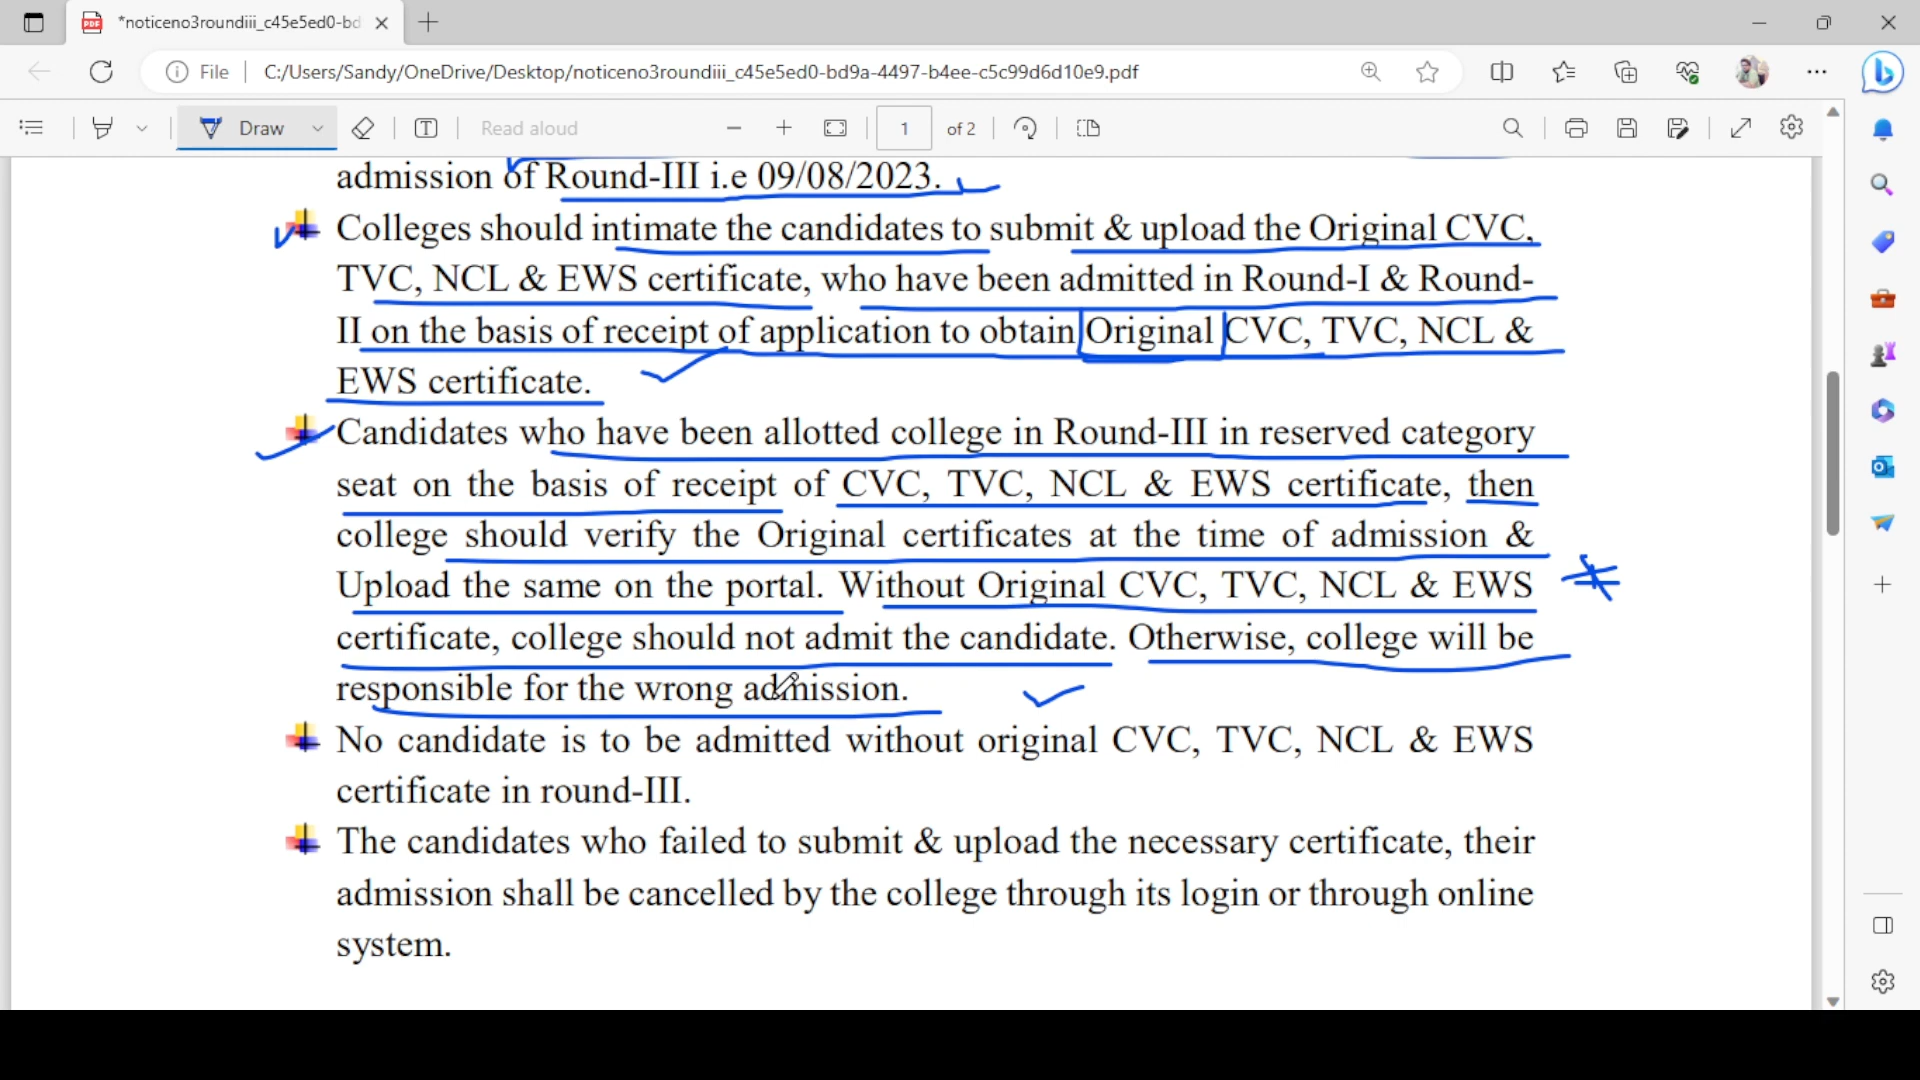 *noticeno3roundiii_c45e5ed0-bd
File
C:/Users/Sandy/OneDrive/Desktop/noticeno3roundiii_c45e5ed0-bd9a-4497-b4ee-c5c99d6d10e9.pdf
Draw
Read aloud
1
of 2
admission of Round-III i.e 09/08/2023.
Colleges should intimate the candidates to submit & upload the Original CVC,
TVC, NCL & EWS certificate, who have been admitted in Round-I & Round-
II on the basis of receipt of application to obtain Original CVC, TVC, NCL &
EWS certificate.
Candidates who have been allotted college in Round-III in reserved category
seat on the basis of receipt of CVC, TVC, NCL & EWS certificate, then
college should verify the Original certificates at the time of admission &
Upload the same on the portal. Without Original CVC, TVC, NCL & EWS
certificate, college should not admit the candidate. Otherwise, college will be
responsible for the wrong admission.
No candidate is to be admitted without original CVC, TVC, NCL & EWS
certificate in round-III.
The candidates who failed to submit & upload the necessary certificate, their
admission shall be cancelled by the college through its login or through online
system.